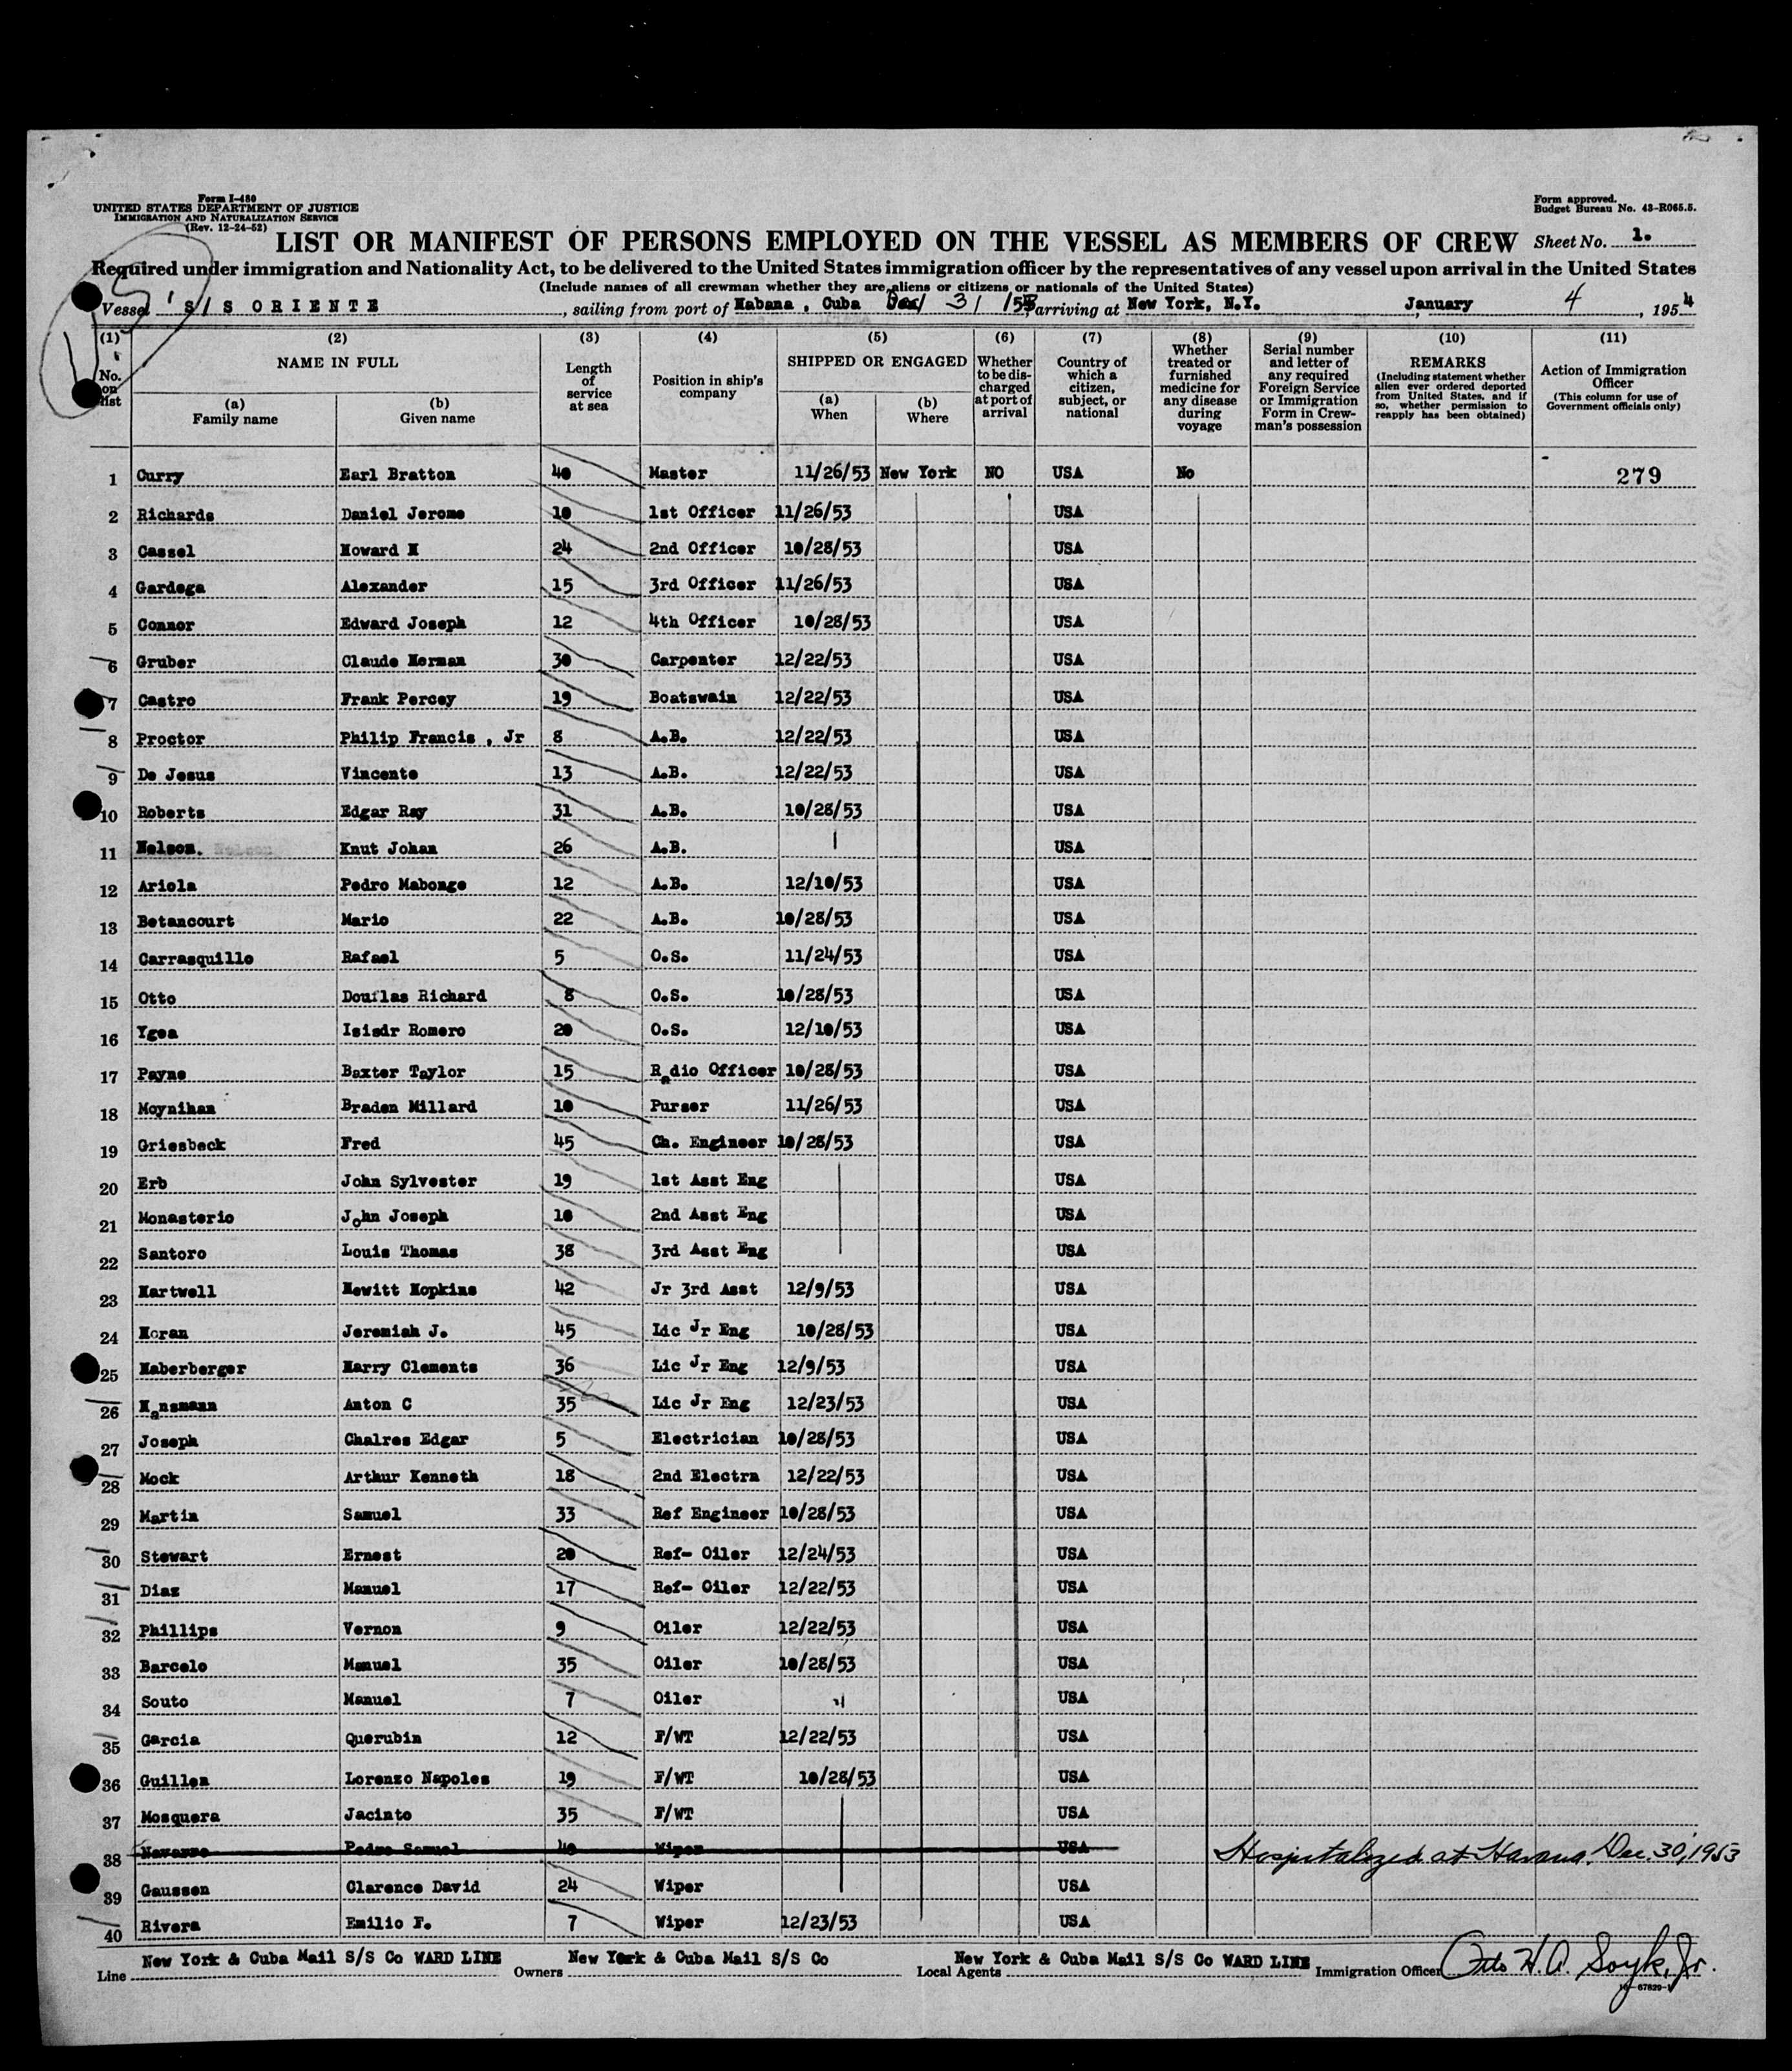 Form I-480
UNITED STATES DEPARTMENT OF JUSTICE
IMMIGRATION AND NATURALIZATION SERVICE
(Rev. 12-24-52)
Form approved.
Budget Bureau No. 43-R065.5.
LIST OR MANIFEST OF PERSONS EMPLOYED ON THE VESSEL AS MEMBERS OF CREW Sheet No. 1.
Required under immigration and Nationality Act, to be delivered to the United States immigration officer by the representatives of any vessel upon arrival in the United States
(Include names of all crewman whether they are aliens or citizens or nationals of the United States)
Vessel S/S ORIENTE, sailing from port of Habana, Cuba Dec 31 1953, arriving at New York, N.Y. January 4, 1954
(1) No. on list
(2) NAME IN FULL
(a) Family name
(b) Given name
(3) Length of service at sea
(4) Position in ship's company
(5) SHIPPED OR ENGAGED
(a) When
(b) Where
(6) Whether to be discharged at port of arrival
(7) Country of which a citizen, subject, or national
(8) Whether treated or furnished medicine for any disease during voyage
(9) Serial number and letter of any required Foreign Service or Immigration Form in Crewman's possession
(10) REMARKS (Including statement whether alien ever ordered deported from United States, and if so, whether permission to reapply has been obtained)
(11) Action of Immigration Officer (This column for use of Government officials only)
1 Curry Earl Bratton 40 Master 11/26/53 New York NO USA No 279
2 Richards Daniel Jerome 10 1st Officer 11/26/53 USA
3 Cassel Howard H 24 2nd Officer 10/28/53 USA
4 Gardega Alexander 15 3rd Officer 11/26/53 USA
5 Connor Edward Joseph 12 4th Officer 10/28/53 USA
6 Gruber Claude Herman 30 Carpenter 12/22/53 USA
7 Castro Frank Percey 19 Boatswain 12/22/53 USA
8 Proctor Philip Francis , Jr 8 A.B. 12/22/53 USA
9 De Jesus Vincente 13 A.B. 12/22/53 USA
10 Roberts Edgar Ray 31 A.B. 10/28/53 USA
11 Nelson. Knut Johan 26 A.B. USA
12 Ariola Pedro Mabonge 12 A.B. 12/10/53 USA
13 Betancourt Mario 22 A.B. 10/28/53 USA
14 Carrasquillo Rafael 5 O.S. 11/24/53 USA
15 Otto Douflas Richard 8 O.S. 10/28/53 USA
16 Ygea Isisdr Romero 20 O.S. 12/10/53 USA
17 Payne Baxter Taylor 15 Radio Officer 10/28/53 USA
18 Moynihan Braden Millard 10 Purser 11/26/53 USA
19 Griesbeck Fred 45 Ch. Engineer 10/28/53 USA
20 Erb John Sylvester 19 1st Asst Eng USA
21 Monasterio John Joseph 10 2nd Asst Eng USA
22 Santoro Louis Thomas 38 3rd Asst Eng USA
23 Hartwell Hewitt Hopkins 42 Jr 3rd Asst 12/9/53 USA
24 Horan Jeremiah J. 45 Lic Jr Eng 10/28/53 USA
25 Haberberger Harry Clements 36 Lic Jr Eng 12/9/53 USA
26 Hansmann Anton C 35 Lic Jr Eng 12/23/53 USA
27 Joseph Chalres Edgar 5 Electrician 10/28/53 USA
28 Mock Arthur Kenneth 18 2nd Electra 12/22/53 USA
29 Martin Samuel 33 Ref Engineer 10/28/53 USA
30 Stewart Ernest 20 Ref- Oiler 12/24/53 USA
31 Diaz Manuel 17 Ref- Oiler 12/22/53 USA
32 Phillips Vernon 9 Oiler 12/22/53 USA
33 Barcelo Manuel 35 Oiler 10/28/53 USA
34 Souto Manuel 7 Oiler " USA
35 Garcia Querubin 12 F/WT 12/22/53 USA
36 Guillen Lorenzo Napoles 19 F/WT 10/28/53 USA
37 Mosquera Jacinto 35 F/WT USA
38 Navarro Pedro Samuel 40 Wiper USA Hospitalized at Havana. Dec. 30, 1953
39 Gaussen Clarence David 24 Wiper USA
40 Rivera Emilio F. 7 Wiper 12/23/53 USA
Line New York & Cuba Mail S/S Co WARD LINE Owners New York & Cuba Mail S/S Co Local Agents New York & Cuba Mail S/S Co WARD LINE Immigration Officer Otto H. A. Soyk, Jr.